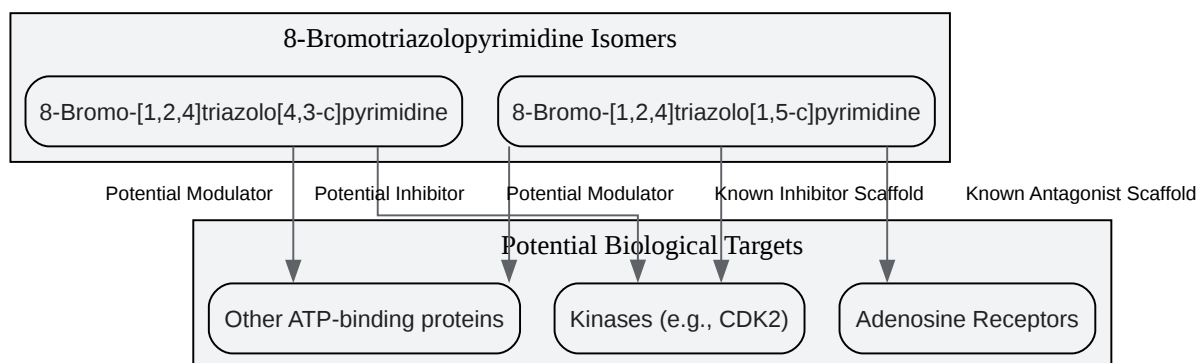 8-Bromotriazolopyrimidine Isomers
8-Bromo-[1,2,4]triazolo[4,3-c]pyrimidine
8-Bromo-[1,2,4]triazolo[1,5-c]pyrimidine
Potential Modulator
Potential Inhibitor
Potential Modulator
Known Inhibitor Scaffold
Known Antagonist Scaffold
Potential Biological Targets
Other ATP-binding proteins
Kinases (e.g., CDK2)
Adenosine Receptors